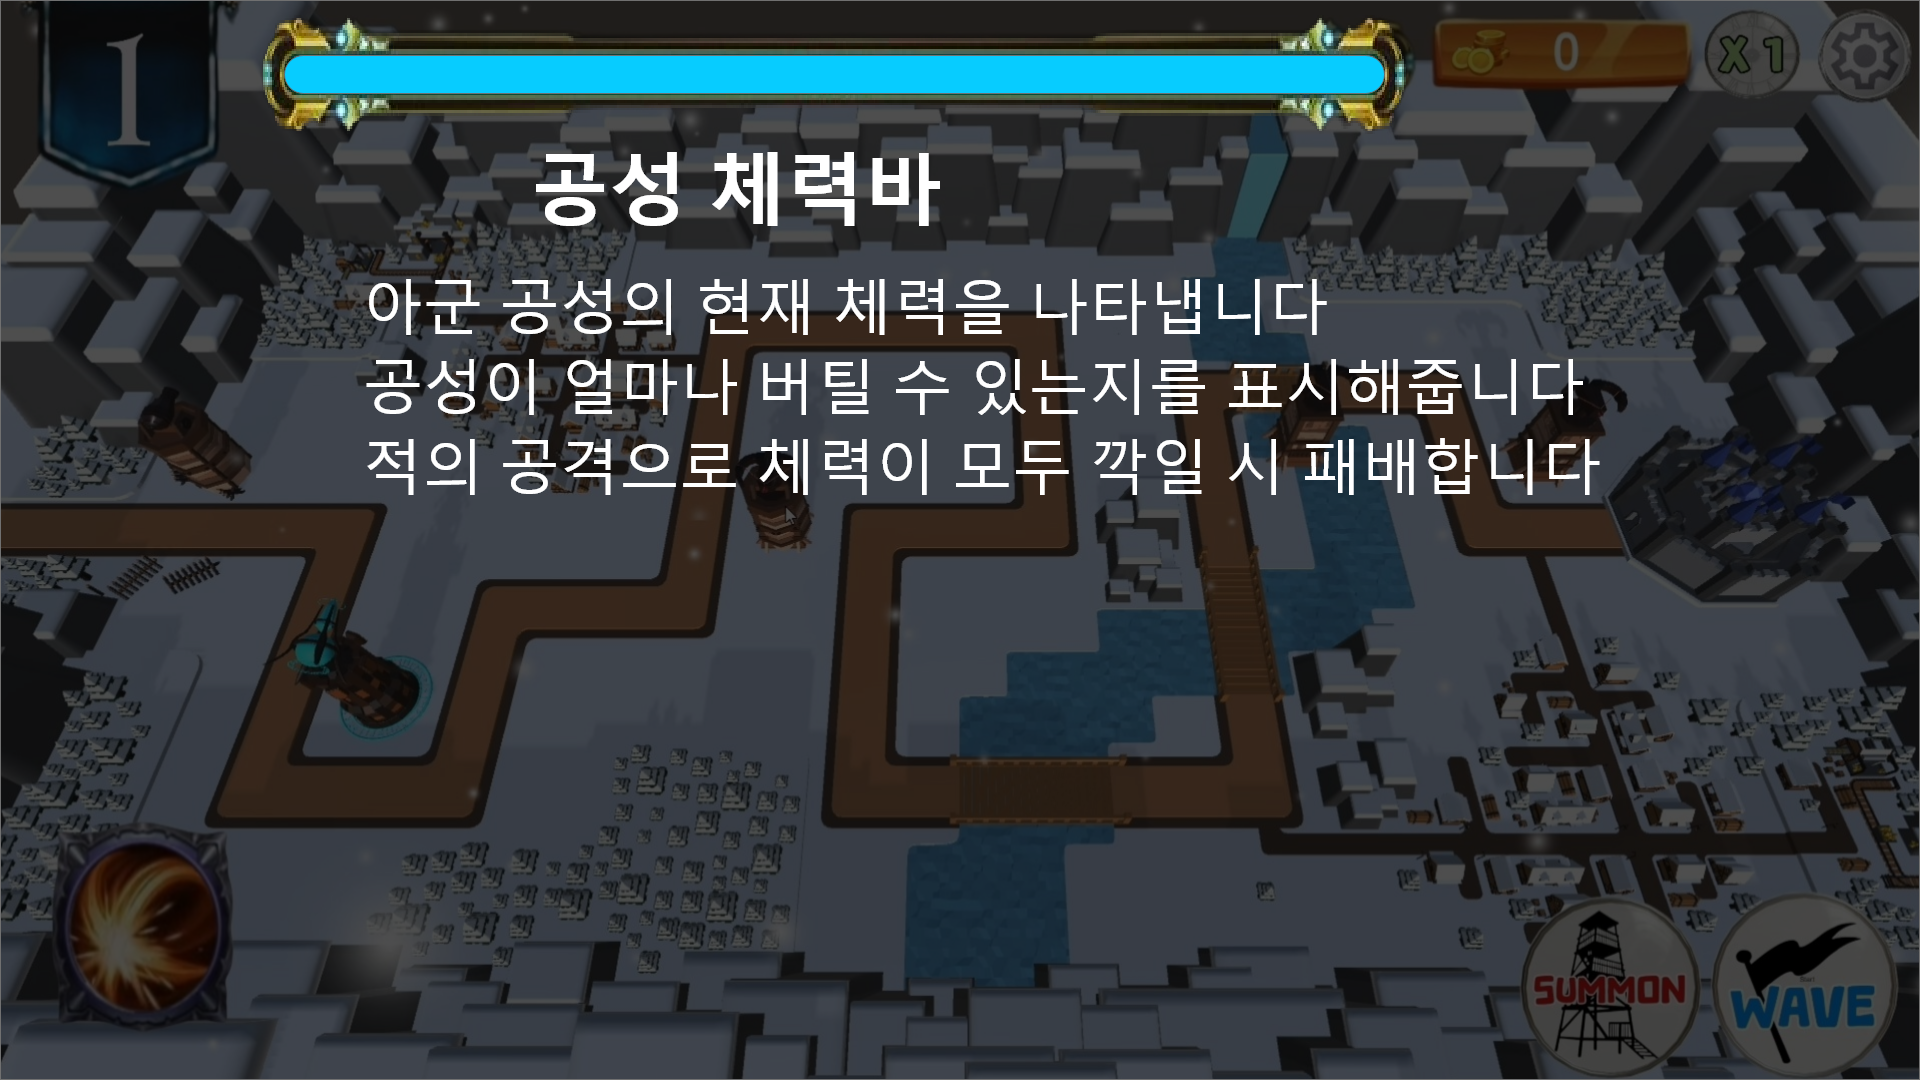 1
0
X 1
공성 체력바
아군 공성의 현재 체력을 나타냅니다
공성이 얼마나 버틸 수 있는지를 표시해줍니다
적의 공격으로 체력이 모두 깍일 시 패배합니다
SUMMON
WAVE